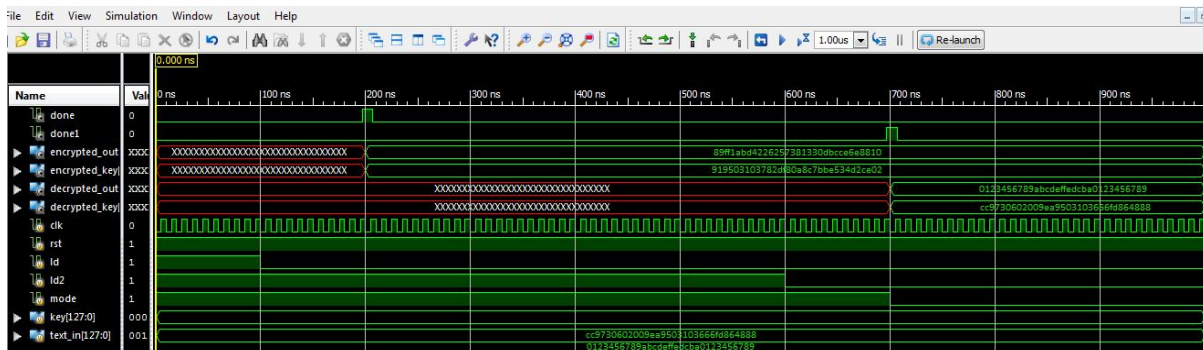 File Edit View Simulation Window Layout Help
1.00us Re-launch
0.000 ns
Name Val 0 ns 100 ns 200 ns 300 ns 400 ns 500 ns 600 ns 700 ns 800 ns 900 ns
done 0
done1 0
encrypted_out XXX XXXXXXXXXXXXXXXXXXXXXXXXXXXXXXXX 89ff1abd4226257381330dbcce6e8810
encrypted_key XXX XXXXXXXXXXXXXXXXXXXXXXXXXXXXXXXX 919503103782df80a8c7bbe534d2ce02
decrypted_out XXX XXXXXXXXXXXXXXXXXXXXXXXXXXXXXXXX 0123456789abcdeffedcba0123456789
decrypted_key XXX XXXXXXXXXXXXXXXXXXXXXXXXXXXXXXXX cc9730602009ea9503103666fd864888
clk 0
rst 1
ld 1
ld2 1
mode 1
key[127:0] 000 cc9730602009ea9503103666fd864888
text_in[127:0] 001 0123456789abcdeffedcba0123456789